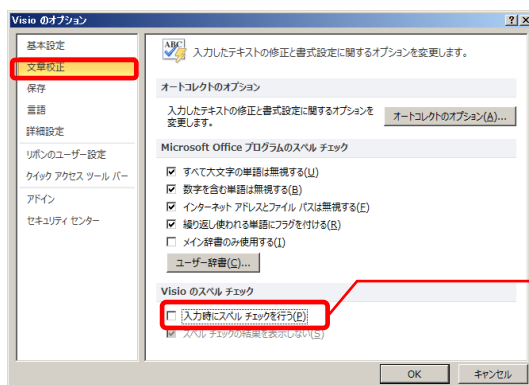 Visio のオプション
基本設定
文章校正
保存
言語
詳細設定
リボンのユーザー設定
クイック アクセス ツール バー
アドイン
セキュリティ センター
ABC
入力したテキストの修正と書式設定に関するオプションを変更します。
オートコレクトのオプション
入力したテキストの修正と書式設定に関するオプションを
変更します。
オートコレクトのオプション(A)...
Microsoft Office プログラムのスペル チェック
すべて大文字の単語は無視する(U)
数字を含む単語は無視する(B)
インターネット アドレスとファイル パスは無視する(F)
繰り返し使われる単語にフラグを付ける(R)
メイン辞書のみ使用する(I)
ユーザー辞書(C)...
Visio のスペル チェック
入力時にスペル チェックを行う(P)
スペル チェックの結果を表示しない(S)
OK
キャンセル